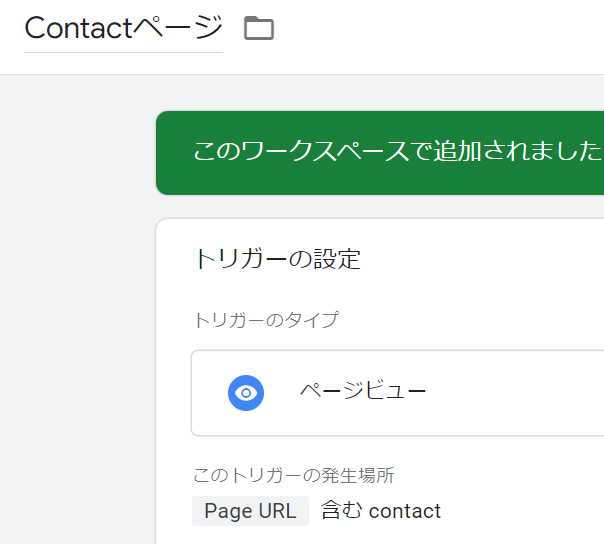 Contactページ
このワークスペースで追加されました
トリガーの設定
トリガーのタイプ
ページビュー
このトリガーの発生場所
Page URL 含む contact